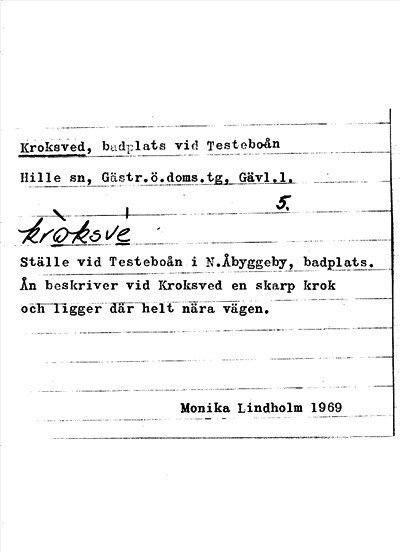 Kroksved, badplats vid Testeboån
Hille sn, Gästr.ö.doms.tg, Gävl.l.
5.
Ställe vid Testeboån i N.Åbyggeby, badplats.
Ån beskriver vid Kroksved en skarp krok
och ligger där helt nära vägen.
Monika Lindholm 1969